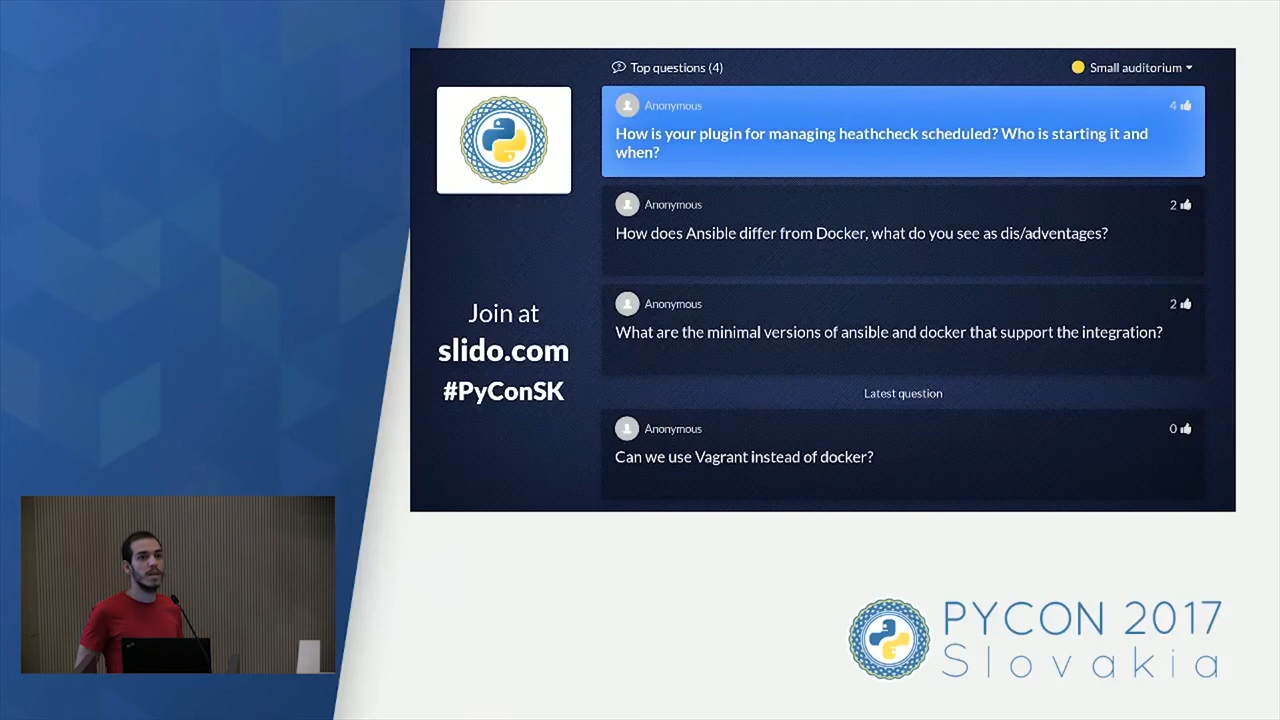 Top questions (4)
Small auditorium
Anonymous
4
How is your plugin for managing heathcheck scheduled? Who is starting it and
when?
Anonymous
2
How does Ansible differ from Docker, what do you see as dis/adventages?
Anonymous
2
What are the minimal versions of ansible and docker that support the integration?
Latest question
Anonymous
0
Can we use Vagrant instead of docker?
Join at
slido.com
#PyConSK
PYCON 2017
Slovakia